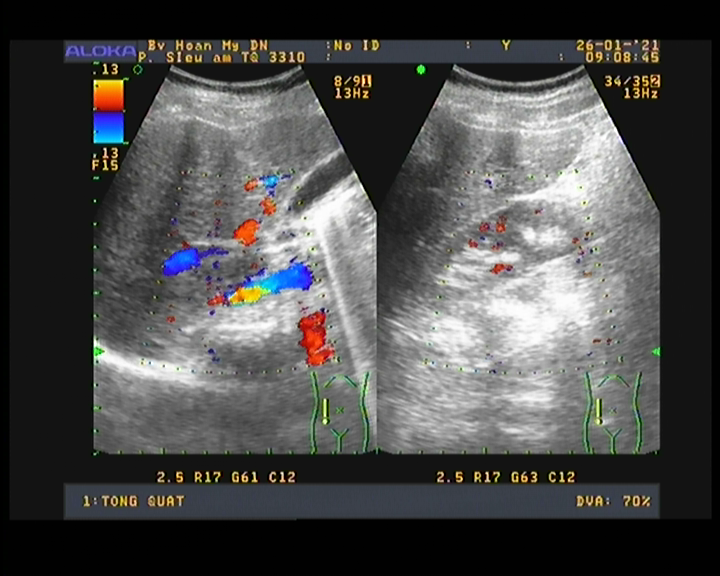 ALOKA Bv Hoan My DN :No ID : Y 26-01-'21
P. Sieu am TQ 3310 : : 09:08:45
.13
8/91
13Hz
34/352
13Hz
.13
F15
2.5 R17 G61 C12
2.5 R17 G63 C12
1:TONG QUAT
DVA: 70%